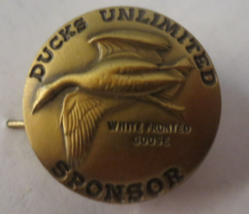 DUCKS UNLIMITED
WHITE FRONTED
GOOSE
SPONSOR